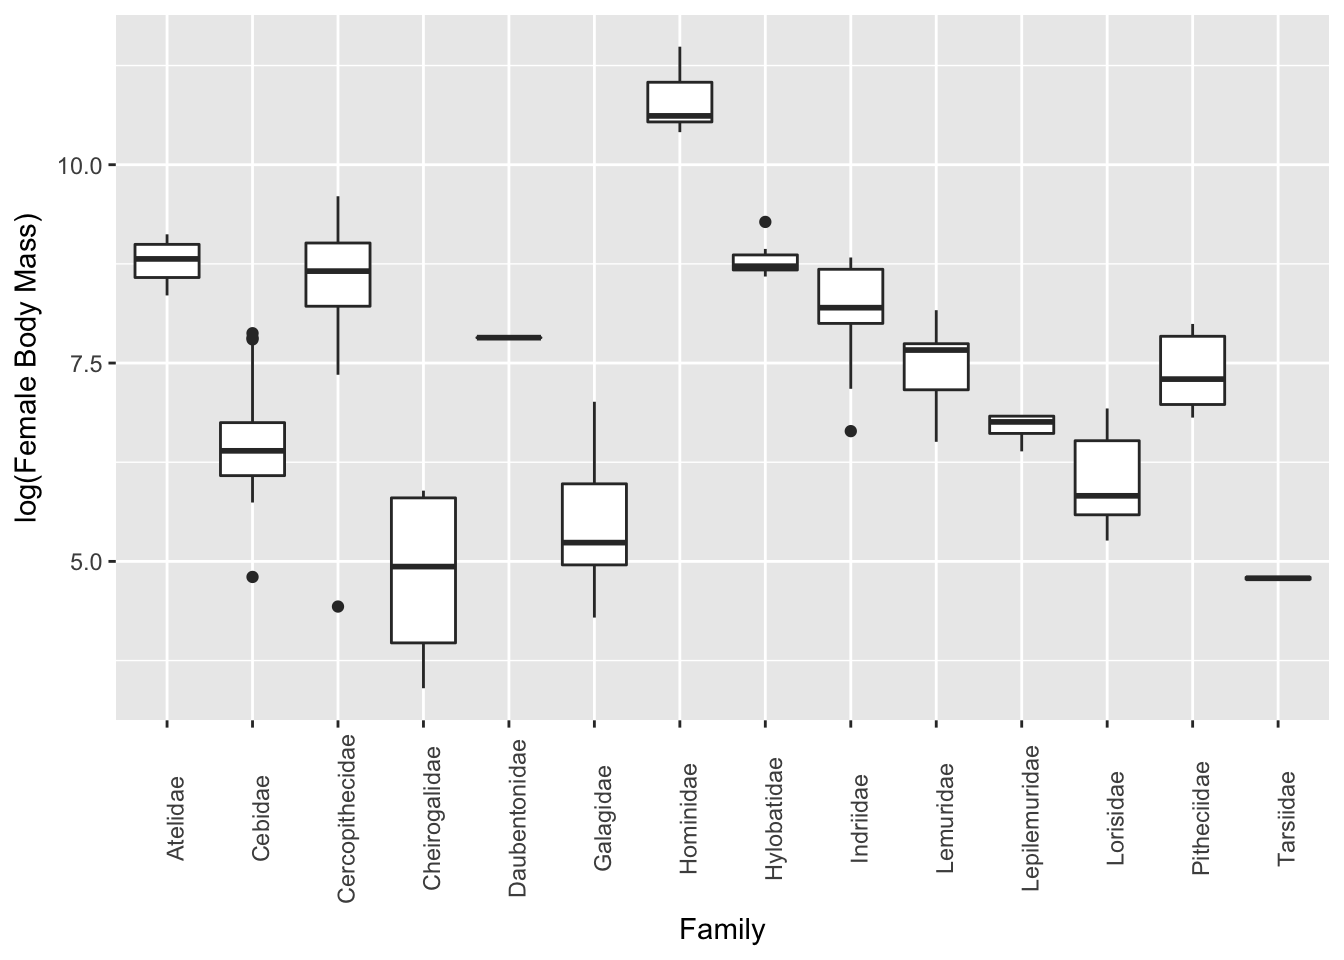 log(Female Body Mass)
10.0
7.5
5.0
Atelidae
Cebidae
Cercopithecidae
Cheirogalidae
Daubentonidae
Galagidae
Hominidae
Hylobatidae
Indriidae
Lemuridae
Lepilemuridae
Lorisidae
Pitheciidae
Tarsiidae
Family